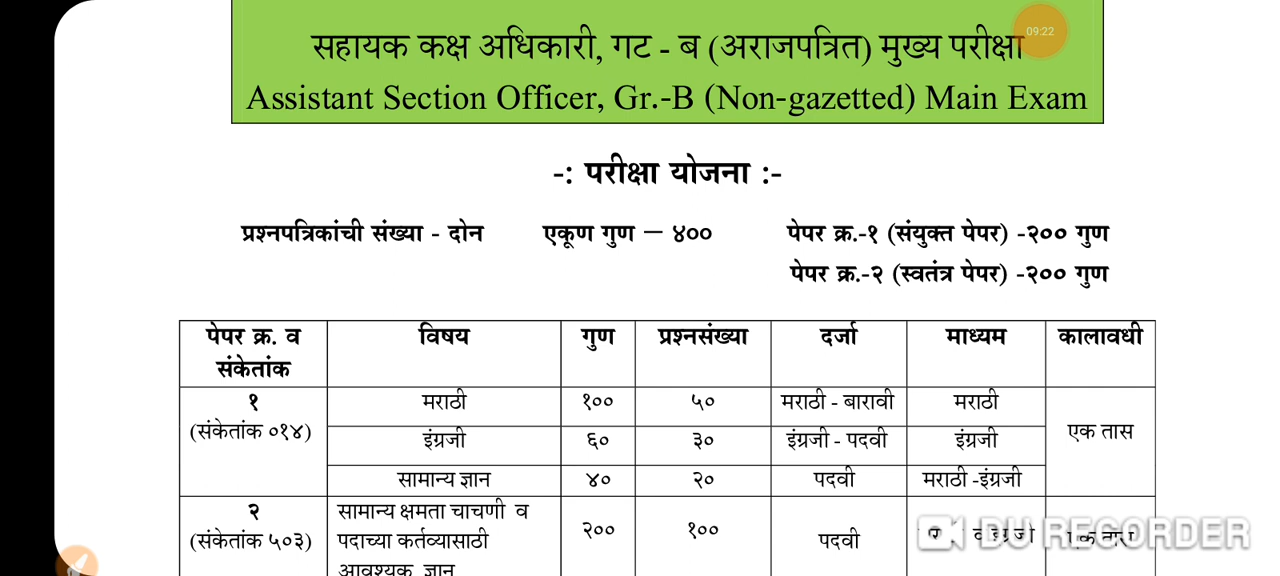 09:22
सहायक कक्ष अधिकारी, गट - ब (अराजपत्रित) मुख्य परीक्षा
Assistant Section Officer, Gr.-B (Non-gazetted) Main Exam
-: परीक्षा योजना :-
प्रश्नपत्रिकांची संख्या - दोन एकूण गुण – ४०० पेपर क्र.-१ (संयुक्त पेपर) -२०० गुण
पेपर क्र.-२ (स्वतंत्र पेपर) -२०० गुण
पेपर क्र. व संकेतांक विषय गुण प्रश्नसंख्या दर्जा माध्यम कालावधी
१ मराठी १०० ५० मराठी - बारावी मराठी
(संकेतांक ०१४) इंग्रजी ६० ३० इंग्रजी - पदवी इंग्रजी एक तास
सामान्य ज्ञान ४० २० पदवी मराठी -इंग्रजी
२ सामान्य क्षमता चाचणी व २०० १००
(संकेतांक ५०३) पदाच्या कर्तव्यासाठी पदवी व इंग्रजी एक तास
आवश्यक ज्ञान
DU RECORDER